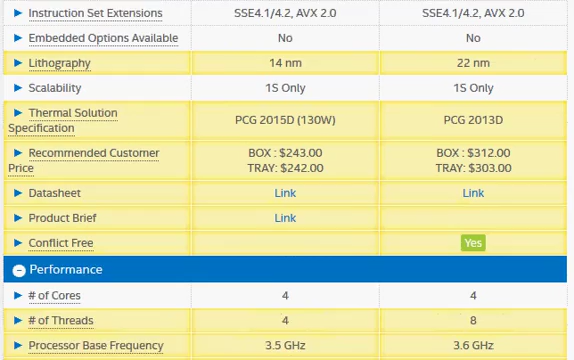 Instruction Set Extensions SSE4.1/4.2, AVX 2.0 SSE4.1/4.2, AVX 2.0
Embedded Options Available No No
Lithography 14 nm 22 nm
Scalability 1S Only 1S Only
Thermal Solution
Specification PCG 2015D (130W) PCG 2013D
Recommended Customer BOX : $243.00 BOX : $312.00
Price TRAY: $242.00 TRAY: $303.00
Datasheet Link Link
Product Brief Link
Conflict Free Yes
Performance
# of Cores 4 4
# of Threads 4 8
Processor Base Frequency 3.5 GHz 3.6 GHz